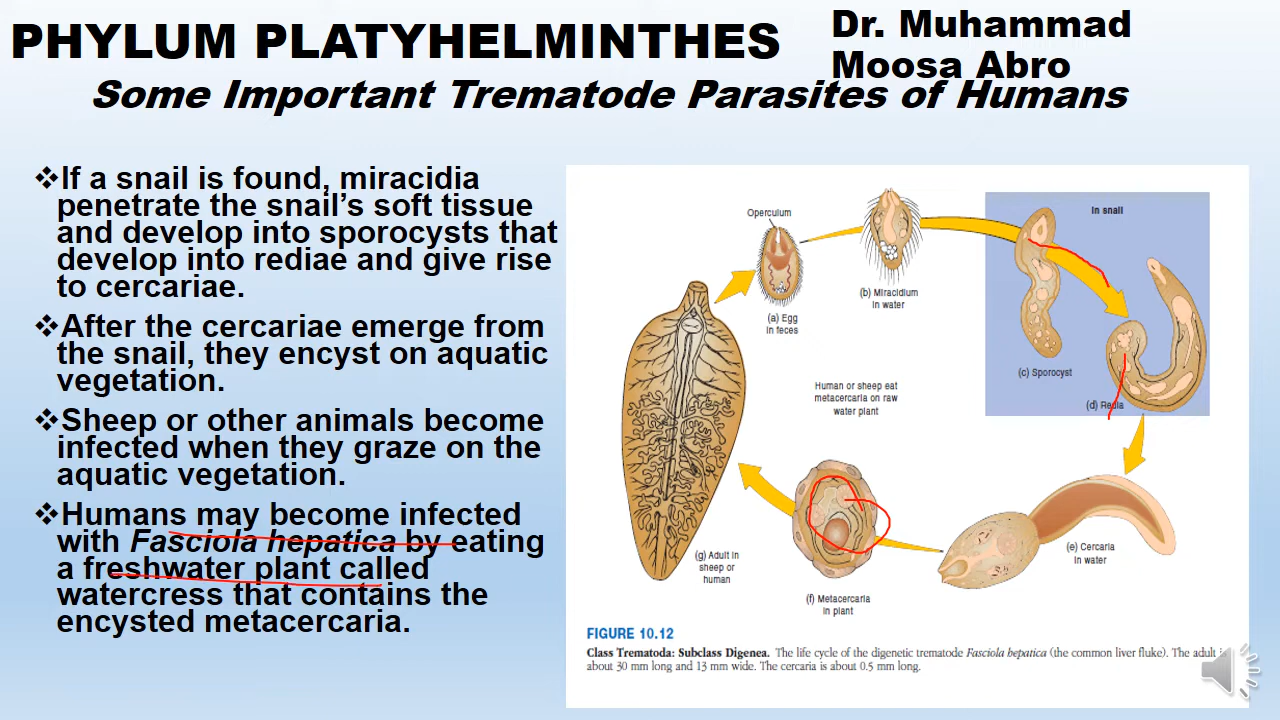 PHYLUM PLATYHELMINTHES
Dr. Muhammad
Moosa Abro
Some Important Trematode Parasites of Humans
❖If a snail is found, miracidia
penetrate the snail’s soft tissue
and develop into sporocysts that
develop into rediae and give rise
to cercariae.
❖After the cercariae emerge from
the snail, they encyst on aquatic
vegetation.
❖Sheep or other animals become
infected when they graze on the
aquatic vegetation.
❖Humans may become infected
with Fasciola hepatica by eating
a freshwater plant called
watercress that contains the
encysted metacercaria.
Operculum
(a) Egg
in feces
(b) Miracidium
in water
In snail
(c) Sporocyst
(d) Redia
Human or sheep eat
metacercaria on raw
water plant
(e) Cercaria
in water
(f) Metacercaria
in plant
(g) Adult in
sheep or
human
FIGURE 10.12
Class Trematoda: Subclass Digenea. The life cycle of the digenetic trematode Fasciola hepatica (the common liver fluke). The adult is
about 30 mm long and 13 mm wide. The cercaria is about 0.5 mm long.